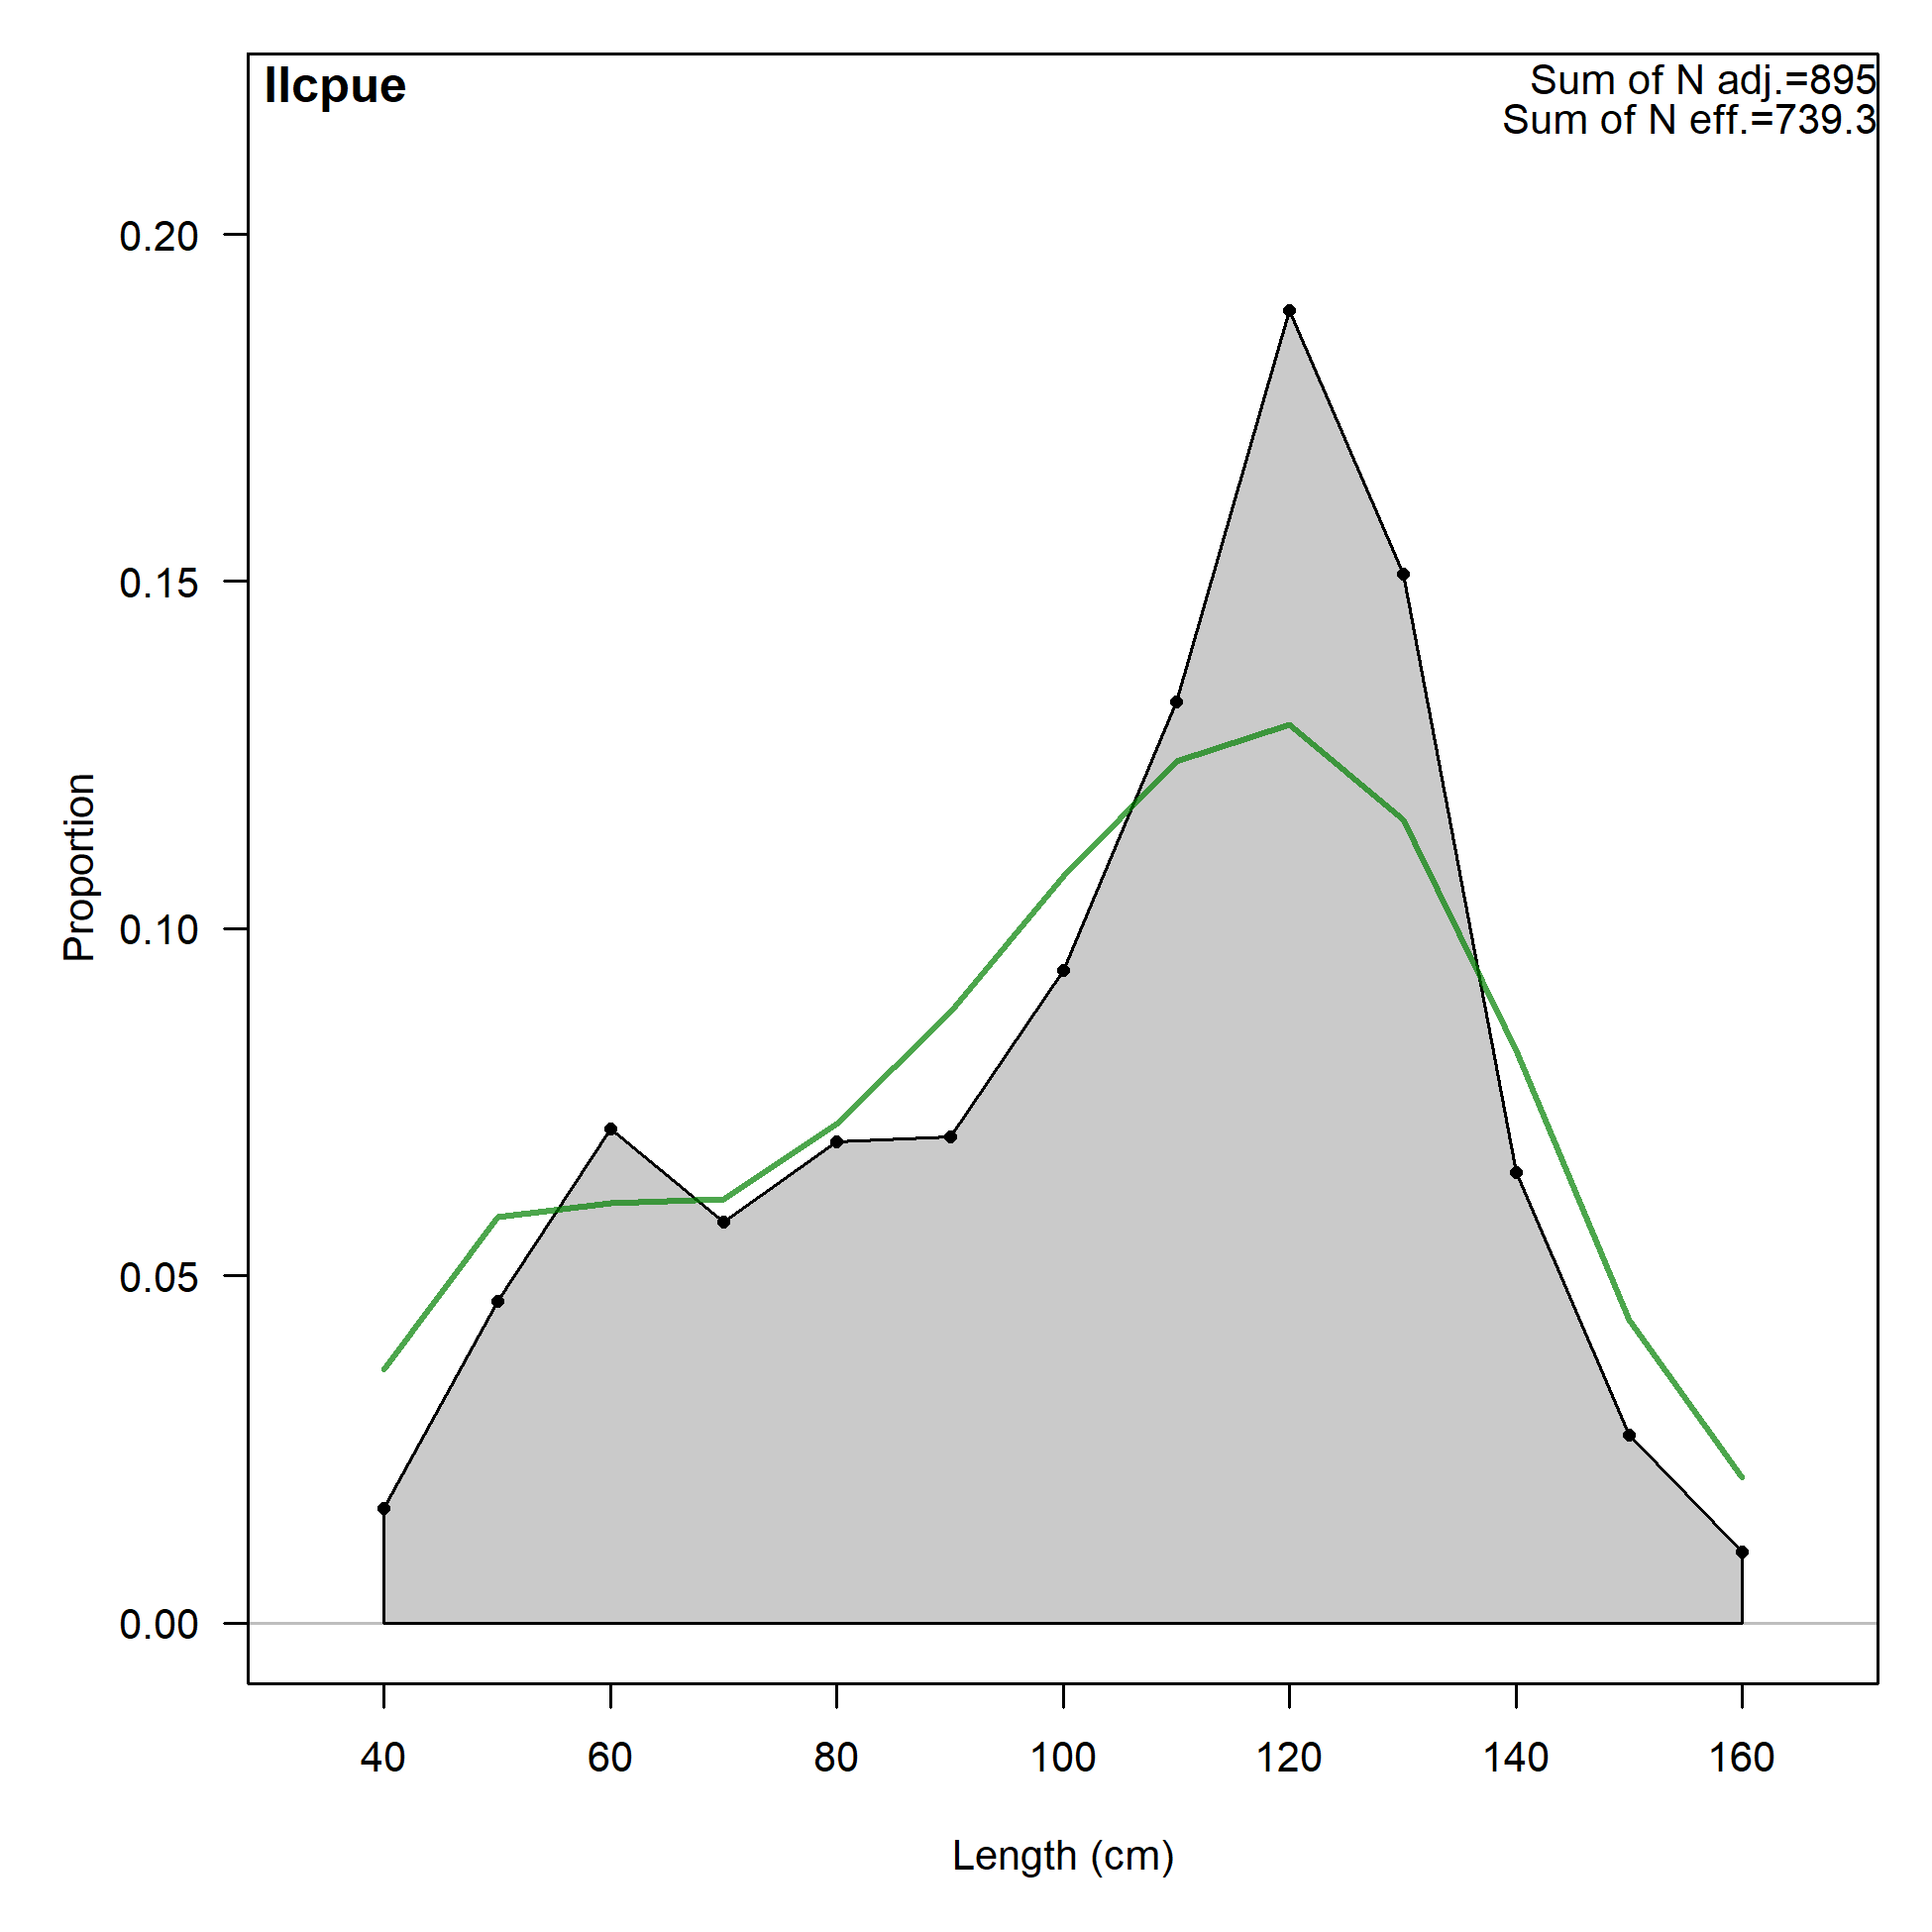 llcpue
Sum of N adj.=895
Sum of N eff.=739.3
0.20
0.15
0.10
0.05
0.00
Proportion
40 60 80 100 120 140 160
Length (cm)